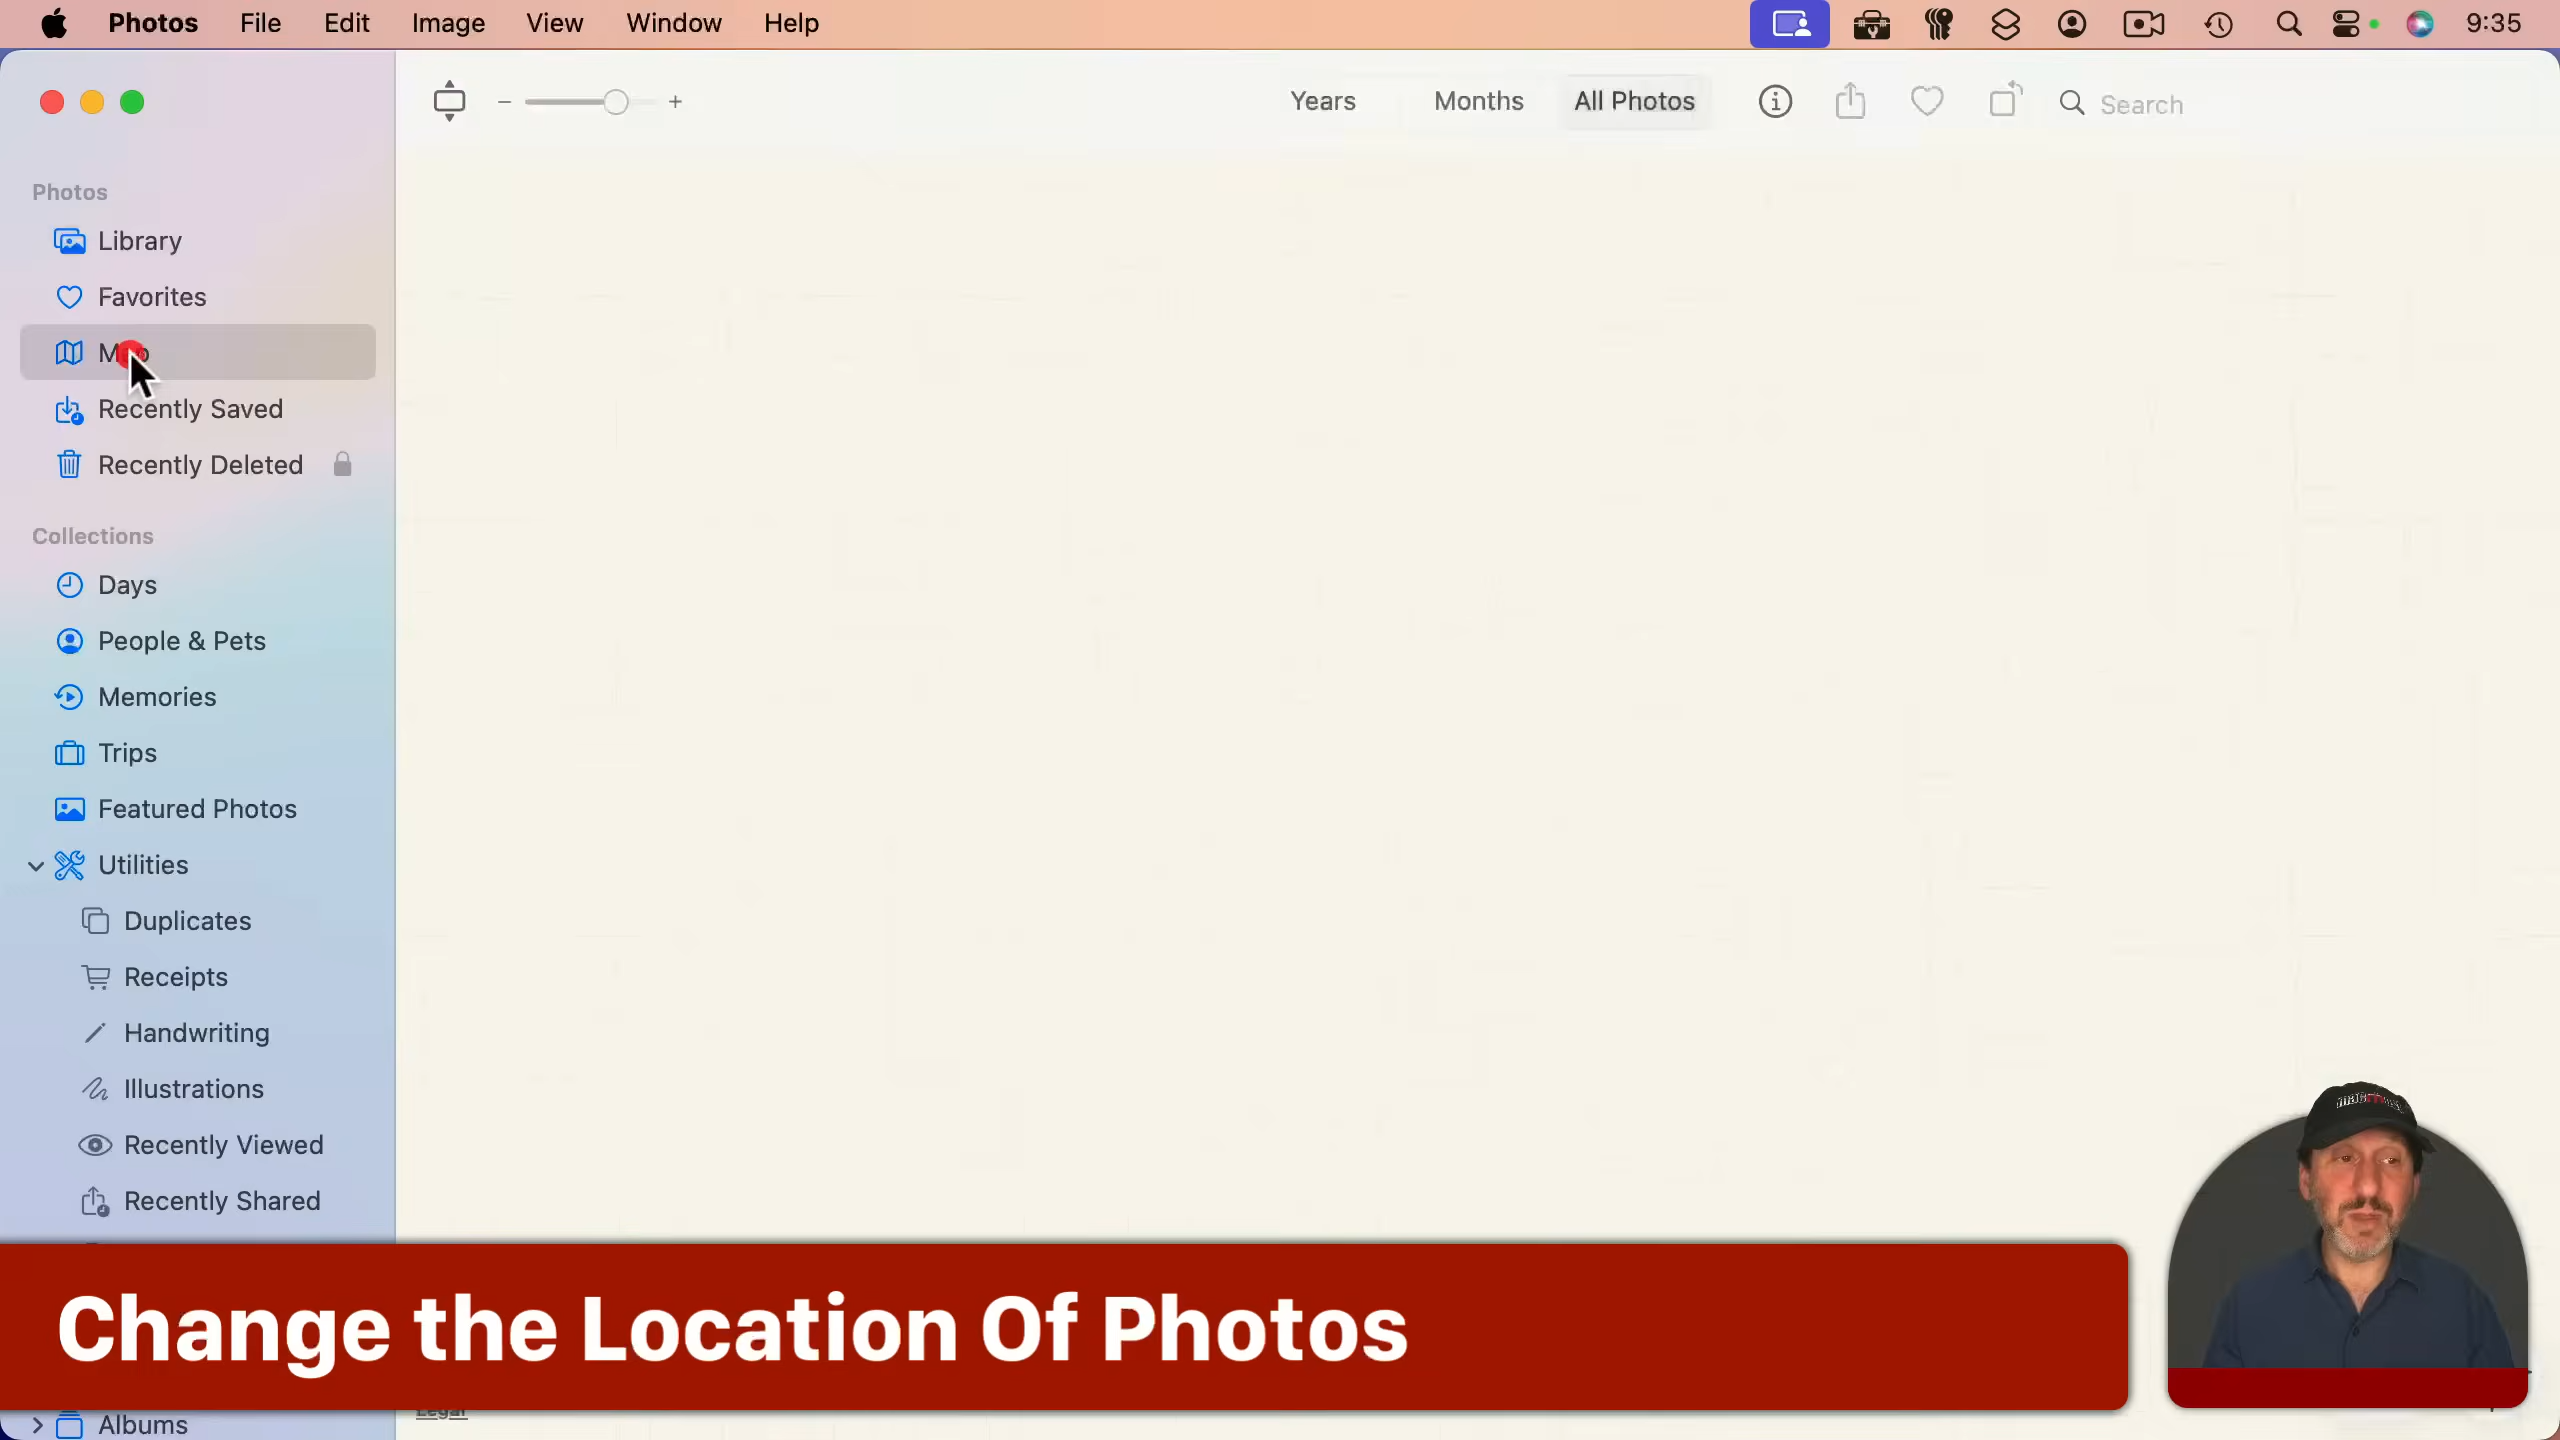 Photos File Edit Image View Window Help 9:35
Years Months All Photos Search
Photos
Library
Favorites
Map
Recently Saved
Recently Deleted
Collections
Days
People & Pets
Memories
Trips
Featured Photos
Utilities
Duplicates
Receipts
Handwriting
Illustrations
Recently Viewed
Recently Shared
Change the Location Of Photos
Legal
Albums